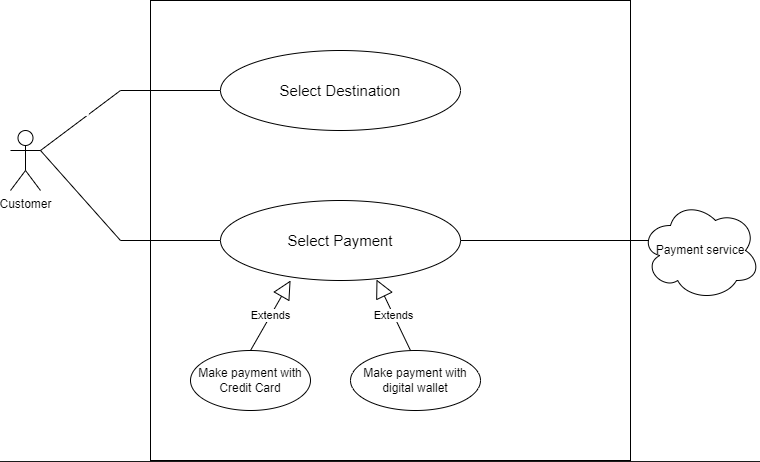 Select Destination
Customer
Select Payment
Payment service
Extends
Extends
Make payment with
Credit Card
Make payment with
digital wallet